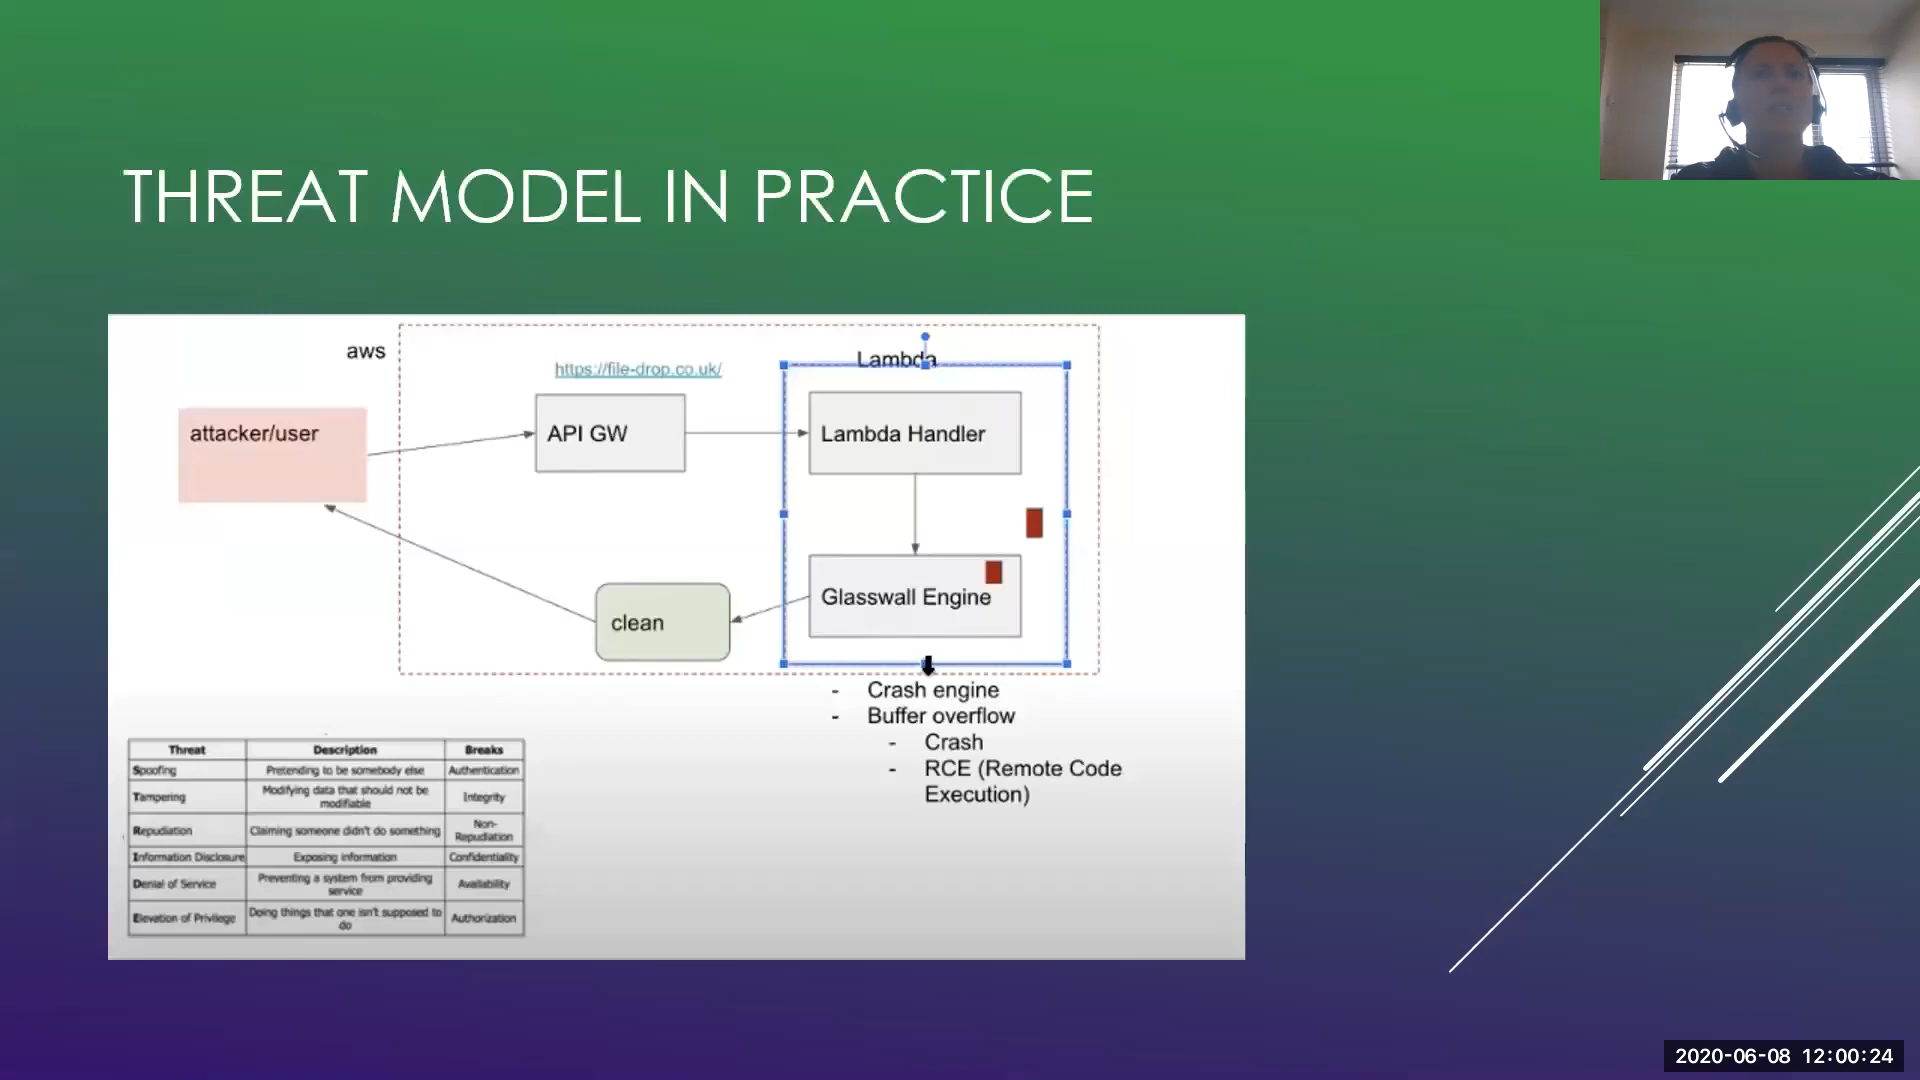 THREAT MODEL IN PRACTICE
aws
https://file-drop.co.uk/
Lambda
attacker/user
API GW
Lambda Handler
Glasswall Engine
clean
- Crash engine
- Buffer overflow
- Crash
- RCE (Remote Code
Execution)
Threat Description Breaks
Spoofing Pretending to be somebody else Authentication
Tampering Modifying data that should not be
modifiable Integrity
Repudiation Claiming someone didn't do something Non-
Repudiation
Information Disclosure Exposing information Confidentiality
Denial of Service Preventing a system from providing
service Availability
Elevation of Privilege Doing things that one isn't supposed to
do Authorization
2020-06-08 12:00:24